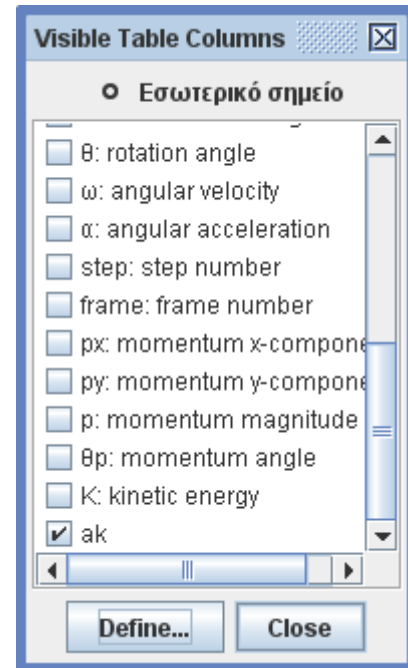 Visible Table Columns
Εσωτερικό σημείο
θ: rotation angle
ω: angular velocity
α: angular acceleration
step: step number
frame: frame number
px: momentum x-compone
py: momentum y-compone
p: momentum magnitude
θp: momentum angle
K: kinetic energy
ak
Define...
Close